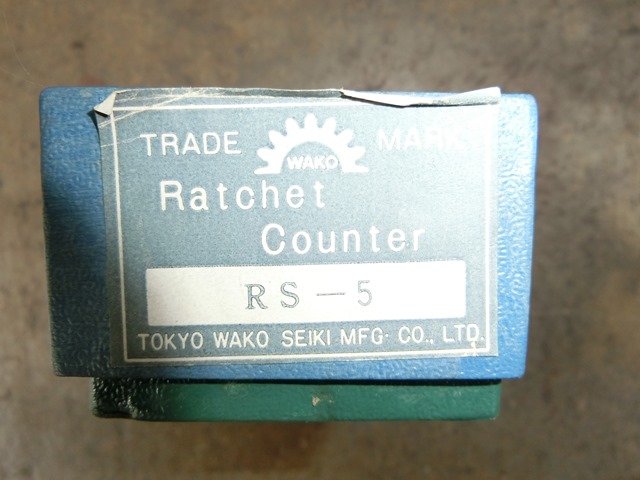 TRADE WAKO MARK
Ratchet
Counter
RS-5
TOKYO WAKO SEIKI MFG. CO., LTD.